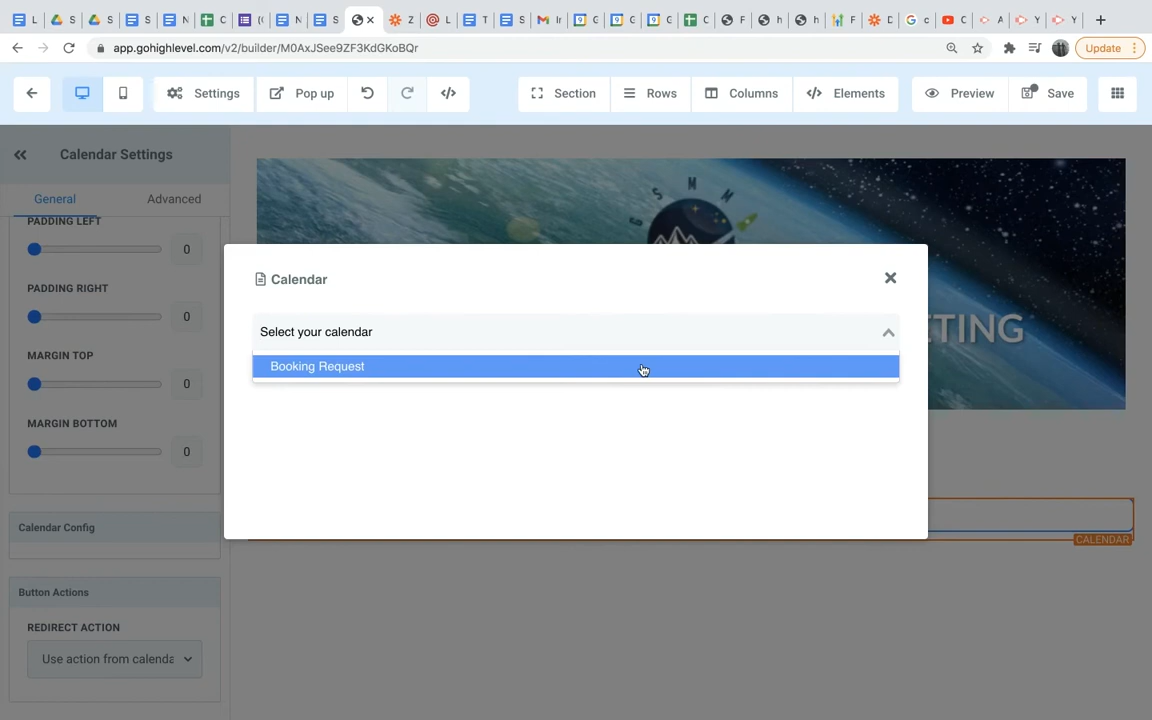 L
S
S
S
N
C
((
N
S
Z
L
T
S
Ir
G
G
G
C
F
h
h
F
D
c
C
A
Y
Y
app.gohighlevel.com/v2/builder/M0AxJSee9ZF3KdGKoBQr
Update
Settings
Pop up
Section
Rows
Columns
Elements
Preview
Save
Calendar Settings
General
Advanced
PADDING LEFT
0
PADDING RIGHT
0
MARGIN TOP
0
MARGIN BOTTOM
0
Calendar Config
Button Actions
REDIRECT ACTION
Use action from calenda
G S M M
ETING
Calendar
Select your calendar
Booking Request
CALENDAR